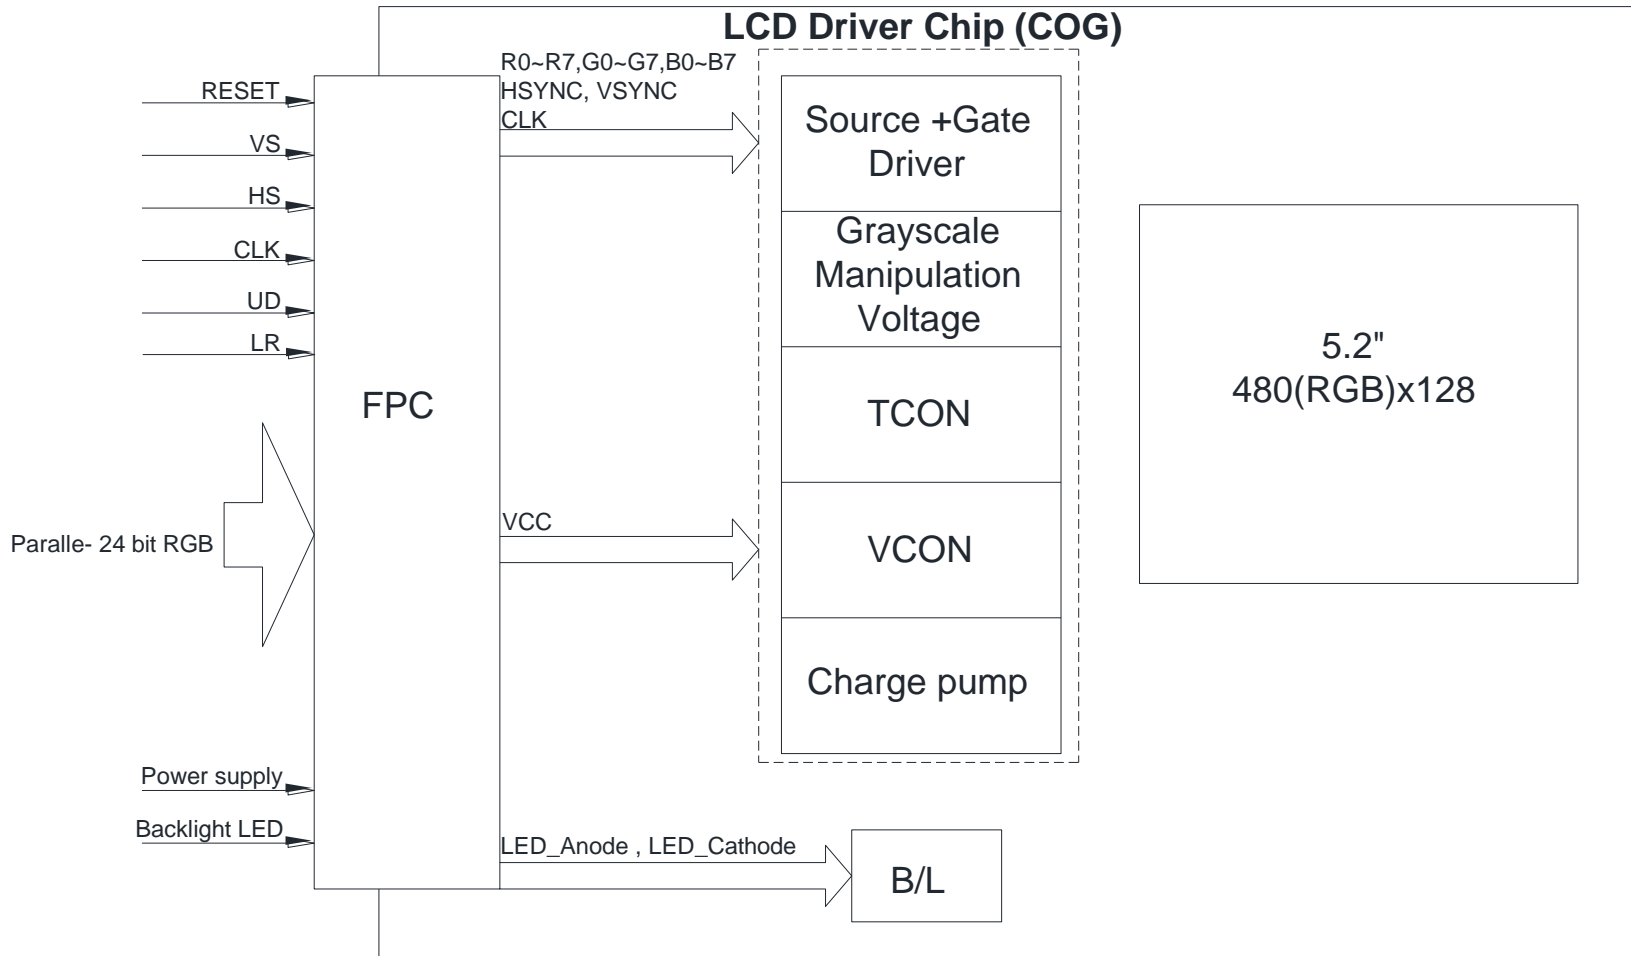 LCD Driver Chip (COG)
R0~R7,G0~G7,B0~B7
HSYNC, VSYNC
CLK
RESET
VS
HS
CLK
UD
LR
Paralle- 24 bit RGB
Power supply
Backlight LED
FPC
VCC
LED_Anode , LED_Cathode
Source +Gate
Driver
Grayscale
Manipulation
Voltage
TCON
VCON
Charge pump
B/L
5.2"
480(RGB)x128